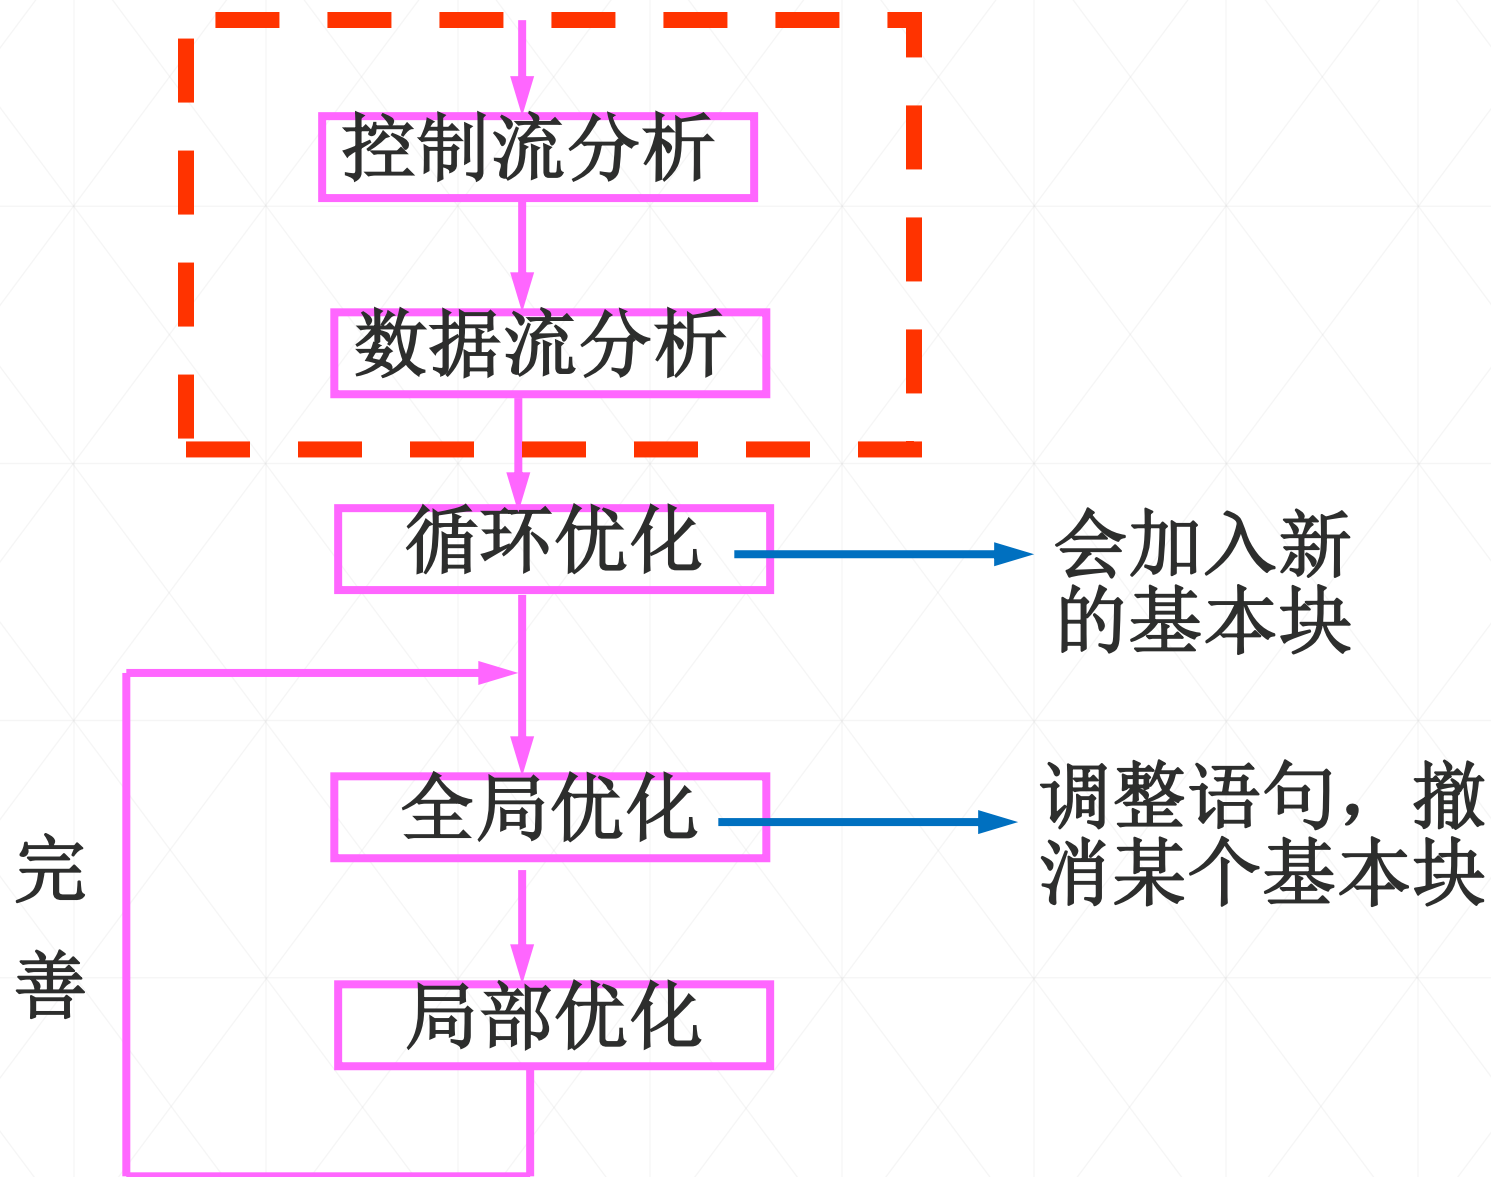 控制流分析
数据流分析
循环优化
会加入新
的基本块
全局优化
调整语句，撤
消某个基本块
完
善
局部优化